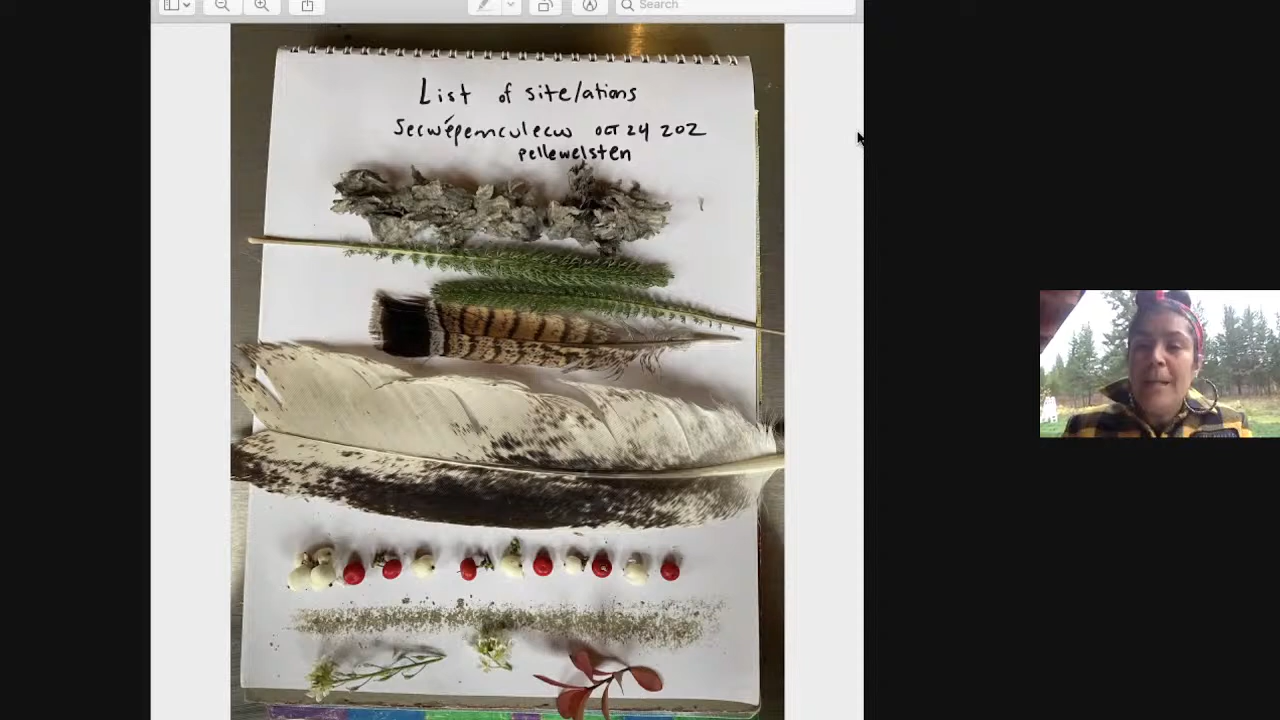 Search
List of site/ations
Secwépemculecw OCT 24 202
pellewelsten